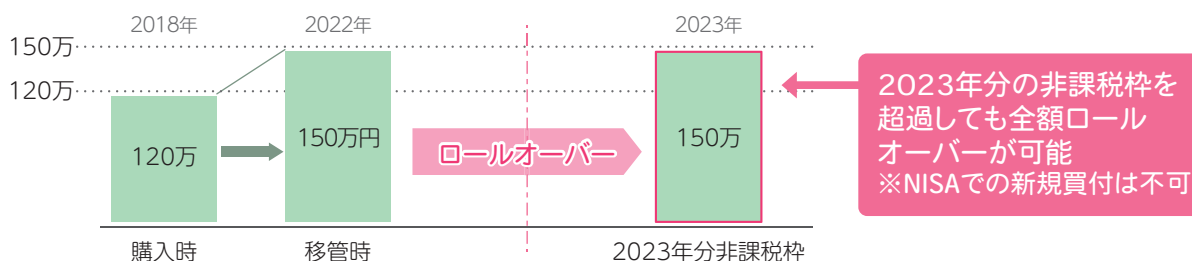 2018年
2022年
2023年
150万
120万
120万
150万円
ロールオーバー
150万
2023年分の非課税枠を
超過しても全額ロール
オーバーが可能
※NISAでの新規買付は不可
購入時
移管時
2023年分非課税枠